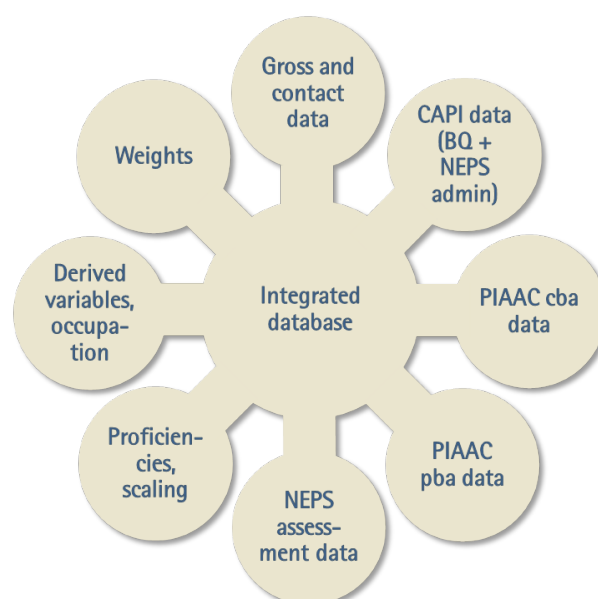 Gross and
contact
data
CAPI data
(BQ +
NEPS
admin)
PIAAC cba
data
PIAAC
pba data
NEPS
assess-
ment data
Proficien-
cies,
scaling
Derived
variables,
occupa-
tion
Weights
Integrated
database